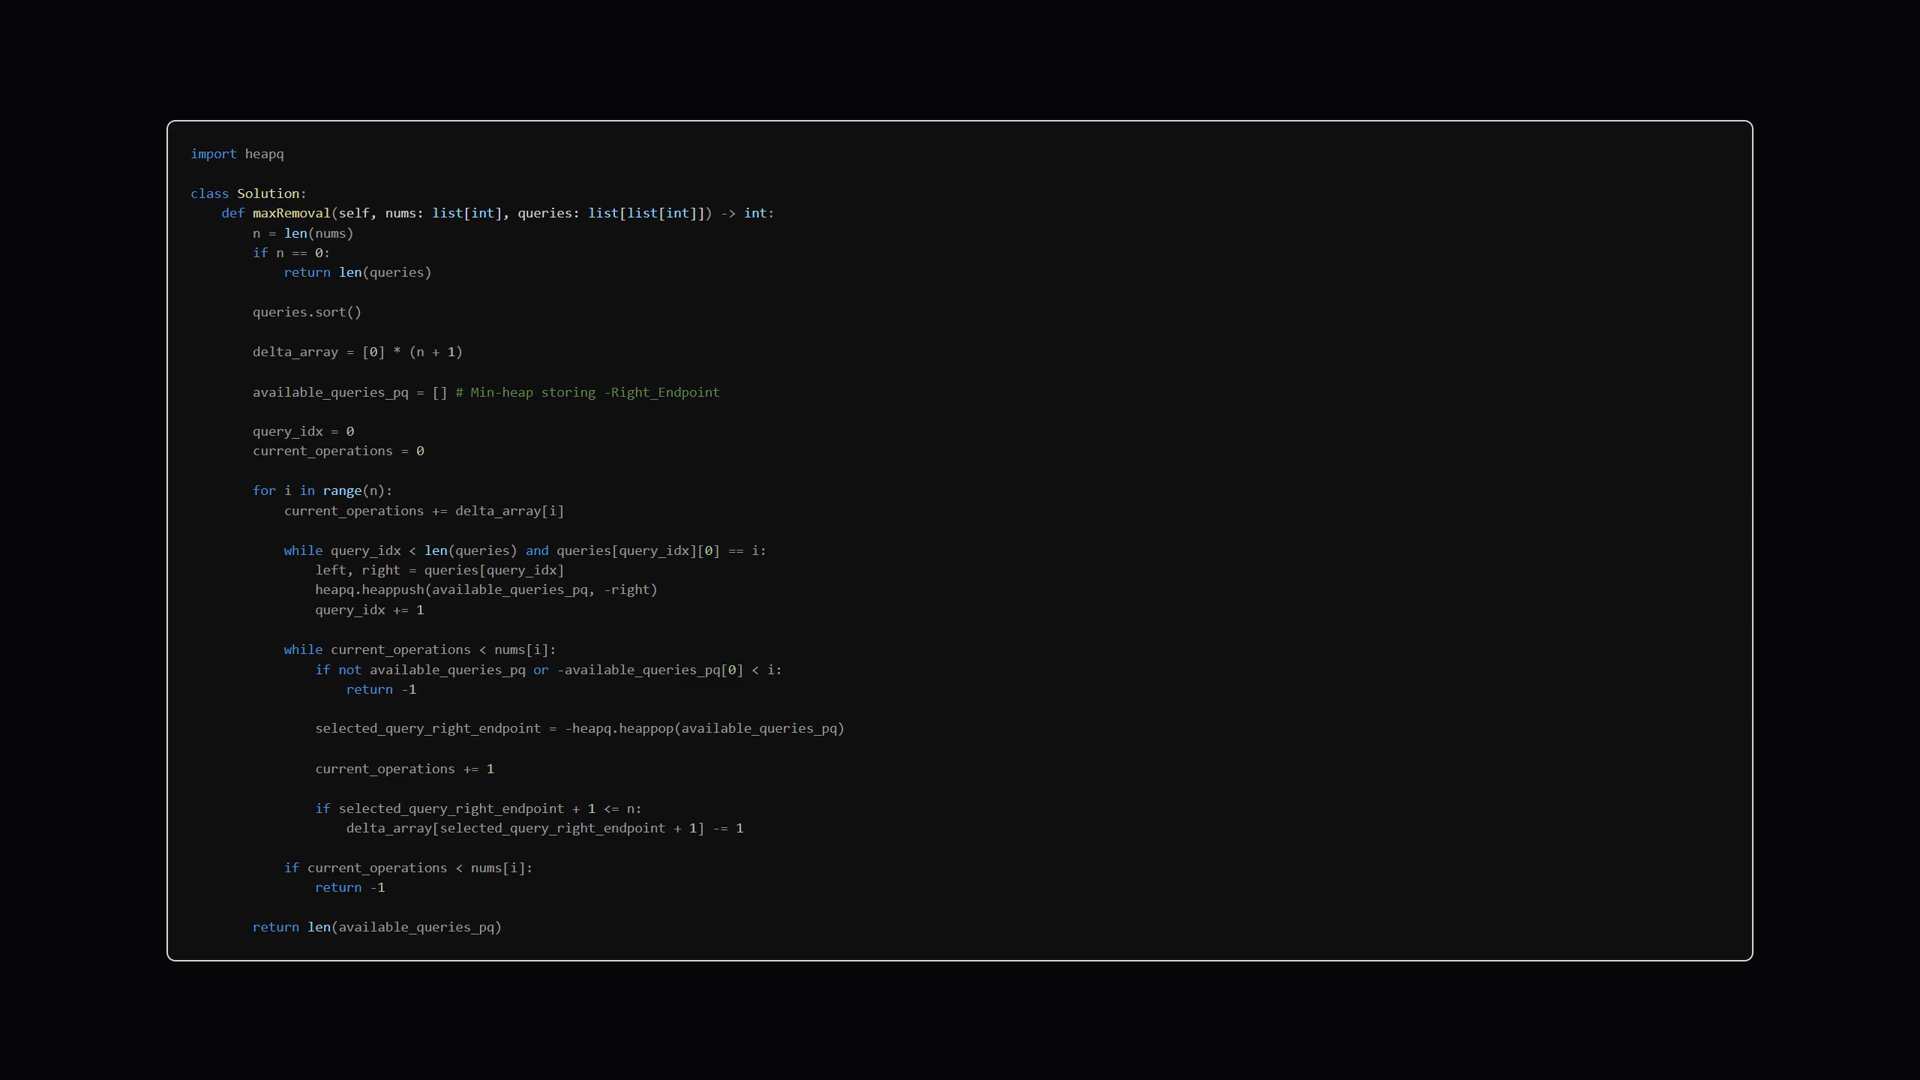 import heapq
class Solution:
    def maxRemoval(self, nums: list[int], queries: list[list[int]]) -> int:
        n = len(nums)
        if n == 0:
            return len(queries)
        queries.sort()
        delta_array = [0] * (n + 1)
        available_queries_pq = [] # Min-heap storing -Right_Endpoint
        query_idx = 0
        current_operations = 0
        for i in range(n):
            current_operations += delta_array[i]
            while query_idx < len(queries) and queries[query_idx][0] == i:
                left, right = queries[query_idx]
                heapq.heappush(available_queries_pq, -right)
                query_idx += 1
            while current_operations < nums[i]:
                if not available_queries_pq or -available_queries_pq[0] < i:
                    return -1
                selected_query_right_endpoint = -heapq.heappop(available_queries_pq)
                current_operations += 1
                if selected_query_right_endpoint + 1 <= n:
                    delta_array[selected_query_right_endpoint + 1] -= 1
            if current_operations < nums[i]:
                return -1
        return len(available_queries_pq)